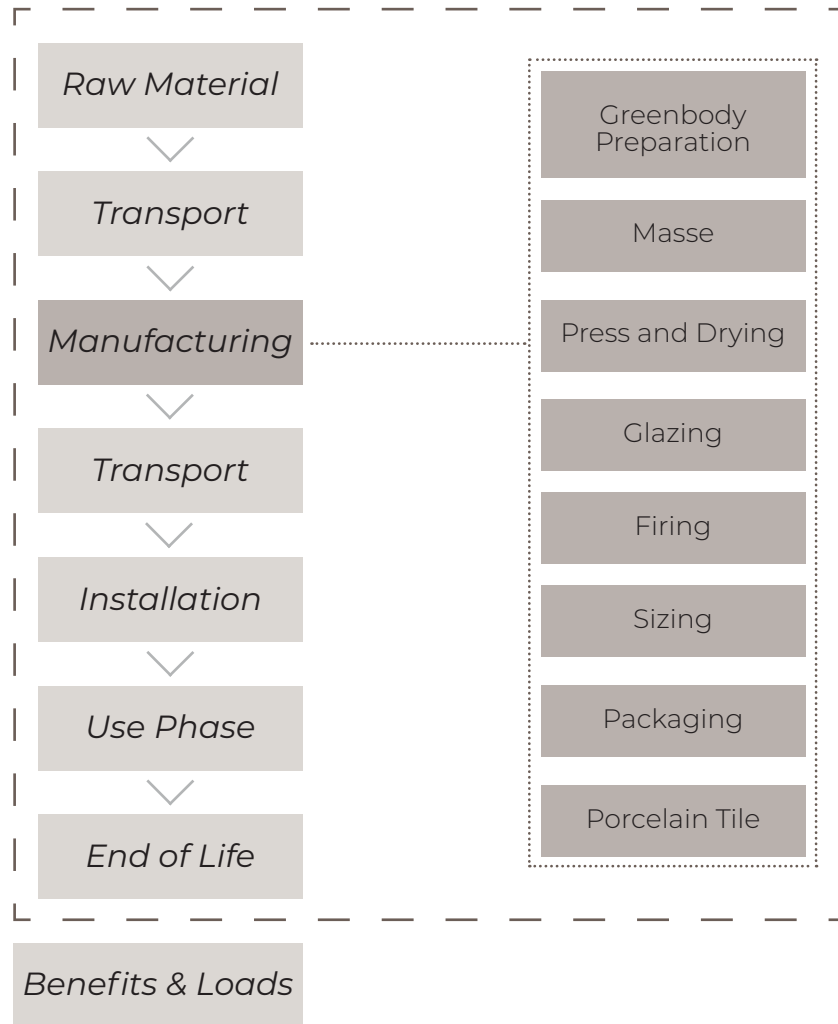 Raw Material
Transport
Manufacturing
Transport
Installation
Use Phase
End of Life
Benefits & Loads
Greenbody
Preparation
Masse
Press and Drying
Glazing
Firing
Sizing
Packaging
Porcelain Tile